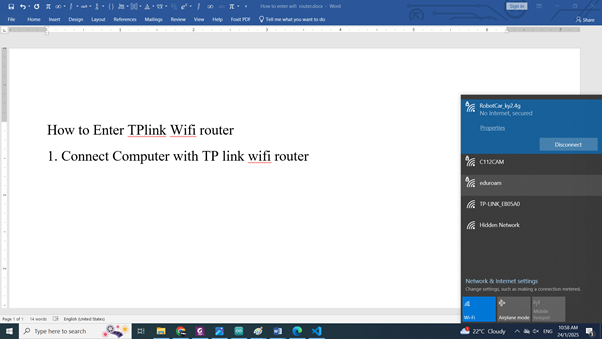 How to enter wifi router.docx - Word
Sign in
File Home Insert Design Layout References Mailings Review View Help Foxit PDF Tell me what you want to do
Share
How to Enter TPlink Wifi router
1. Connect Computer with TP link wifi router
RobotCar_ky2.4g
No Internet, secured
Properties
Disconnect
C112CAM
eduroam
TP-LINK_EB05A0
Hidden Network
Network & Internet settings
Change settings, such as making a connection metered.
Wi-Fi
Airplane mode
Mobile hotspot
Page 1 of 1 14 words English (United States)
Type here to search
22°C Cloudy
ENG
10:58 AM
24/1/2025